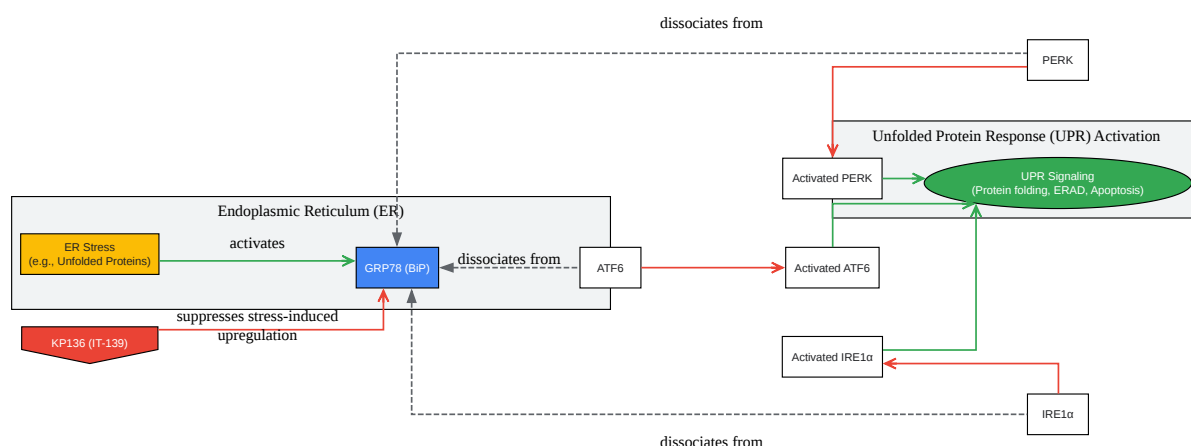 dissociates from
PERK
Unfolded Protein Response (UPR) Activation
Activated PERK
UPR Signaling
(Protein folding, ERAD, Apoptosis)
Endoplasmic Reticulum (ER)
ER Stress
(e.g., Unfolded Proteins)
activates
GRP78 (BiP)
dissociates from
ATF6
Activated ATF6
KP136 (IT-139)
suppresses stress-induced
upregulation
Activated IRE1α
IRE1α
dissociates from